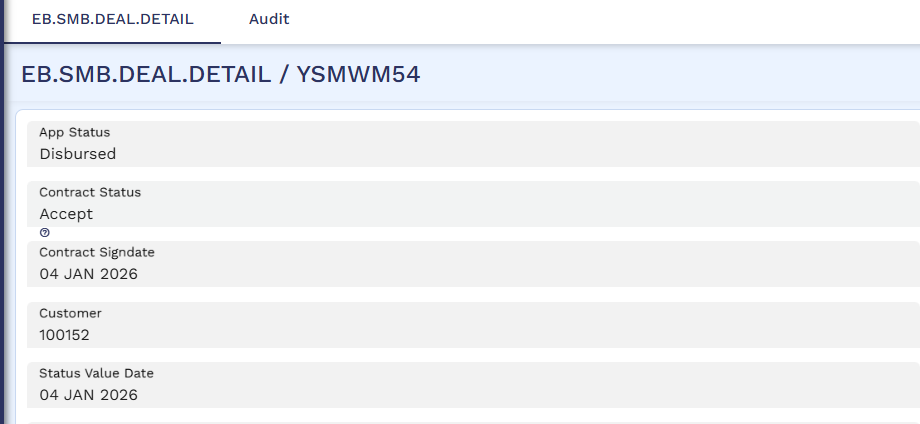 EB.SMB.DEAL.DETAIL Audit
EB.SMB.DEAL.DETAIL / YSMWM54
App Status
Disbursed
Contract Status
Accept
Contract Signdate
04 JAN 2026
Customer
100152
Status Value Date
04 JAN 2026